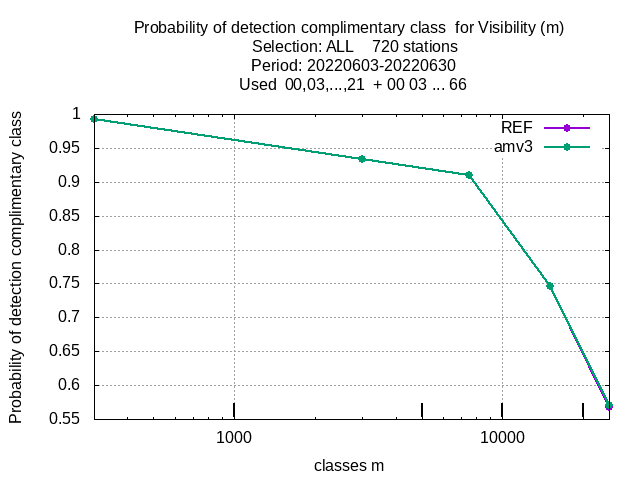 Probability of detection complimentary class  for Visibility (m)
Selection: ALL    720 stations
Period: 20220603-20220630
Used  00,03,...,21  + 00 03 ... 66
REF
amv3
1
0.95
0.9
0.85
0.8
0.75
0.7
0.65
0.6
0.55
Probability of detection complimentary class
1000 10000
classes m